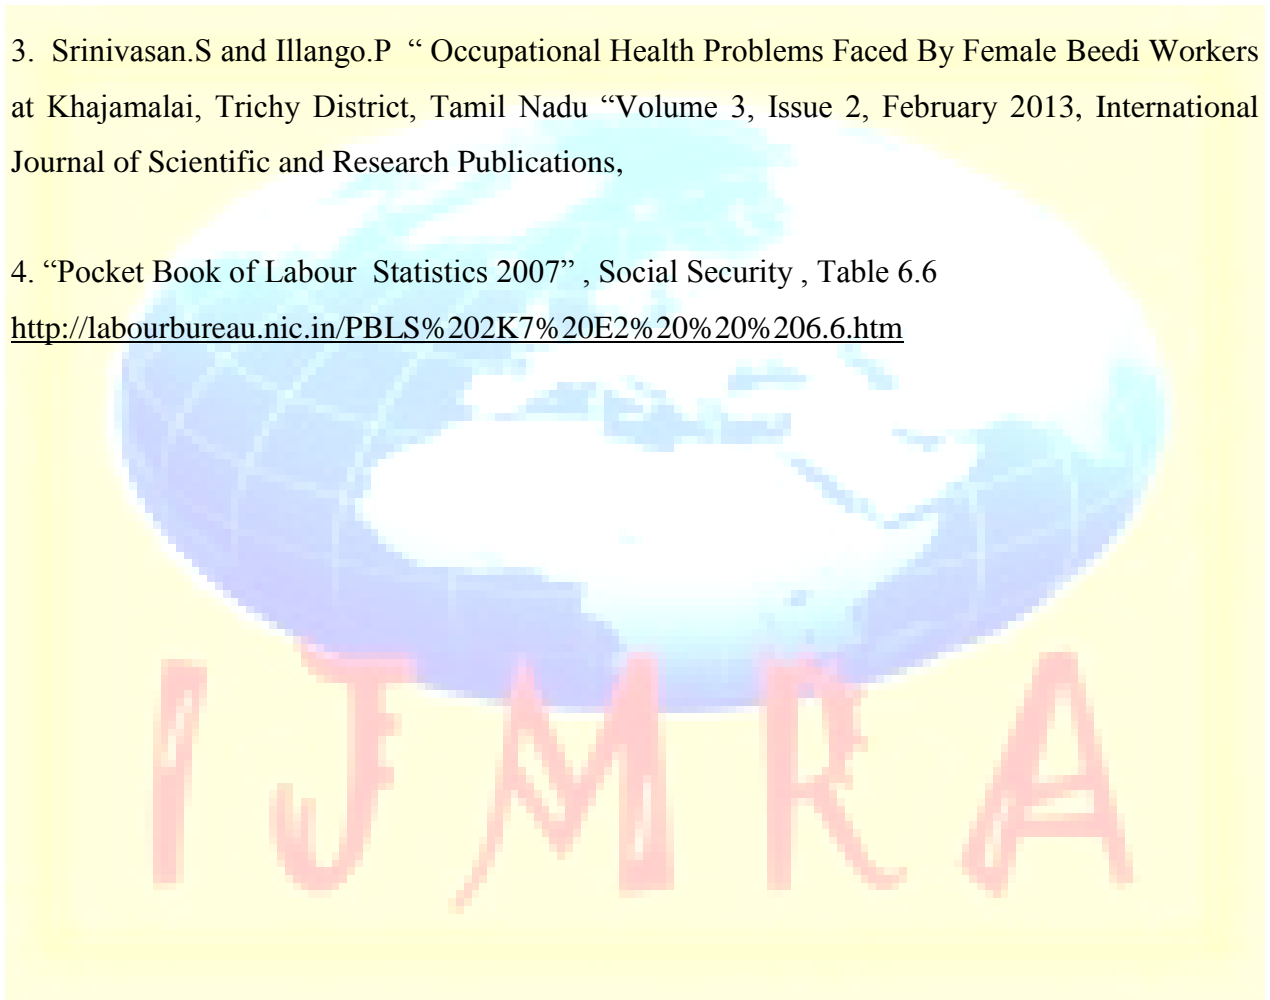 3. Srinivasan.S and Illango.P “ Occupational Health Problems Faced By Female Beedi Workers
at Khajamalai, Trichy District, Tamil Nadu “Volume 3, Issue 2, February 2013, International
Journal of Scientific and Research Publications,
4. “Pocket Book of Labour Statistics 2007” , Social Security , Table 6.6
http://labourbureau.nic.in/PBLS%202K7%20E2%20%20%206.6.htm
IJMRA